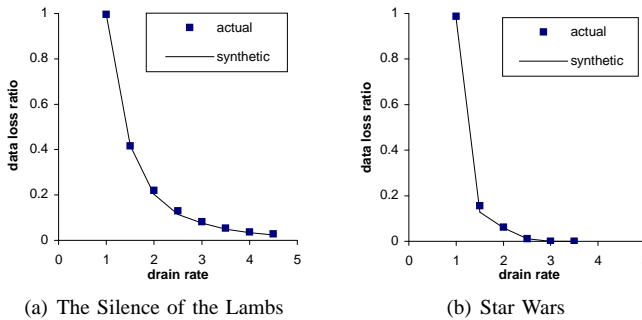 1
0.8
0.6
0.4
0.2
0
data loss ratio
actual
synthetic
0 1 2 3 4 5
drain rate
(a) The Silence of the Lambs
1
0.8
0.6
0.4
0.2
0
data loss ratio
actual
synthetic
0 1 2 3 4
drain rate
(b) Star Wars